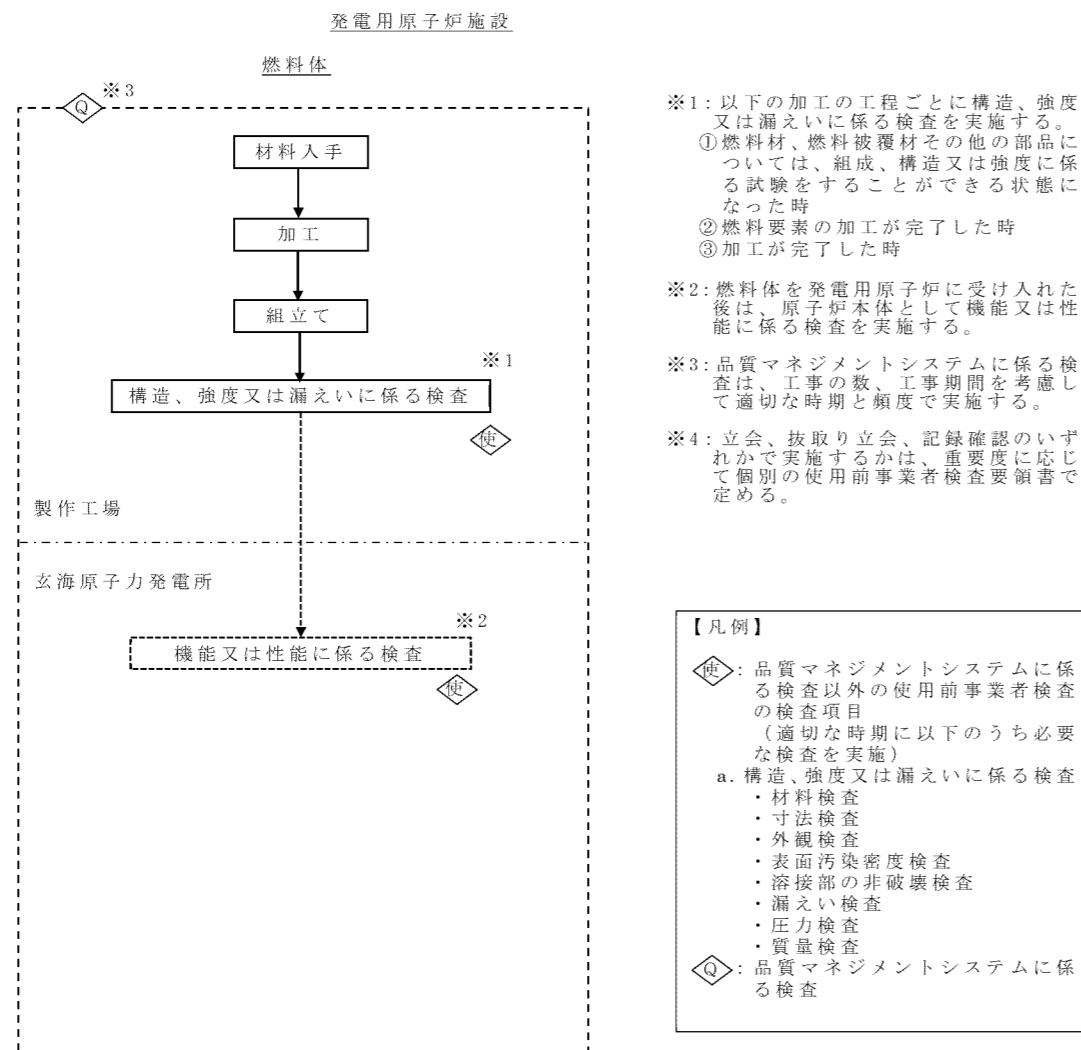 発電用原子炉施設
燃料体
Q
※3
材料入手
加工
組立て
※1
構造、強度又は漏えいに係る検査
使
製作工場
玄海原子力発電所
※2
機能又は性能に係る検査
使
※1:以下の加工の工程ごとに構造、強度
又は漏えいに係る検査を実施する。
①燃料材、燃料被覆材その他の部品に
ついては、組成、構造又は強度に係
る試験をすることができる状態に
なった時
②燃料要素の加工が完了した時
③加工が完了した時
※2:燃料体を発電用原子炉に受け入れた
後は、原子炉本体として機能又は性
能に係る検査を実施する。
※3:品質マネジメントシステムに係る検
査は、工事の数、工事期間を考慮し
て適切な時期と頻度で実施する。
※4:立会、抜取り立会、記録確認のいず
れかで実施するかは、重要度に応じ
て個別の使用前事業者検査要領書で
定める。
【凡例】
使:品質マネジメントシステムに係
る検査以外の使用前事業者検査
の検査項目
(適切な時期に以下のうち必要
な検査を実施)
a.構造、強度又は漏えいに係る検査
・材料検査
・寸法検査
・外観検査
・表面汚染密度検査
・溶接部の非破壊検査
・漏えい検査
・圧力検査
・質量検査
Q:品質マネジメントシステムに係
る検査